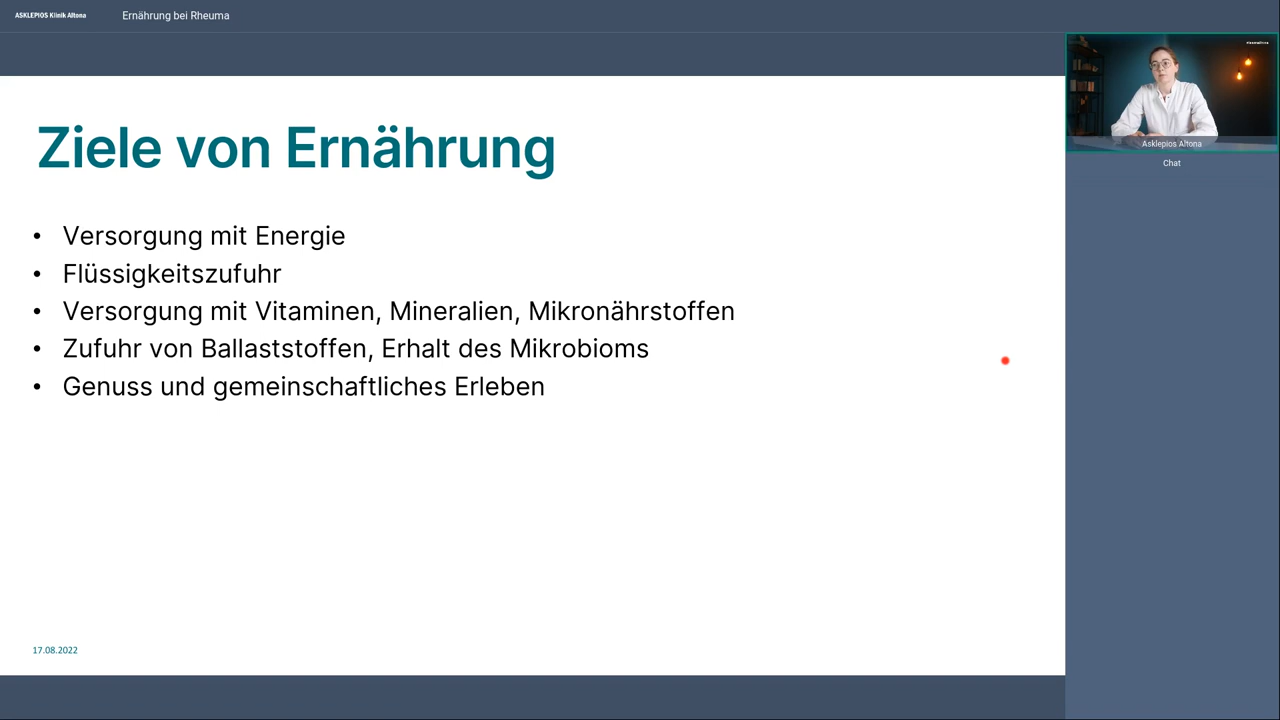 ASKLEPIOS Klinik Altona
Ernährung bei Rheuma
Ziele von Ernährung
• Versorgung mit Energie
• Flüssigkeitszufuhr
• Versorgung mit Vitaminen, Mineralien, Mikronährstoffen
• Zufuhr von Ballaststoffen, Erhalt des Mikrobioms
• Genuss und gemeinschaftliches Erleben
17.08.2022
Asklepios Altona
Chat